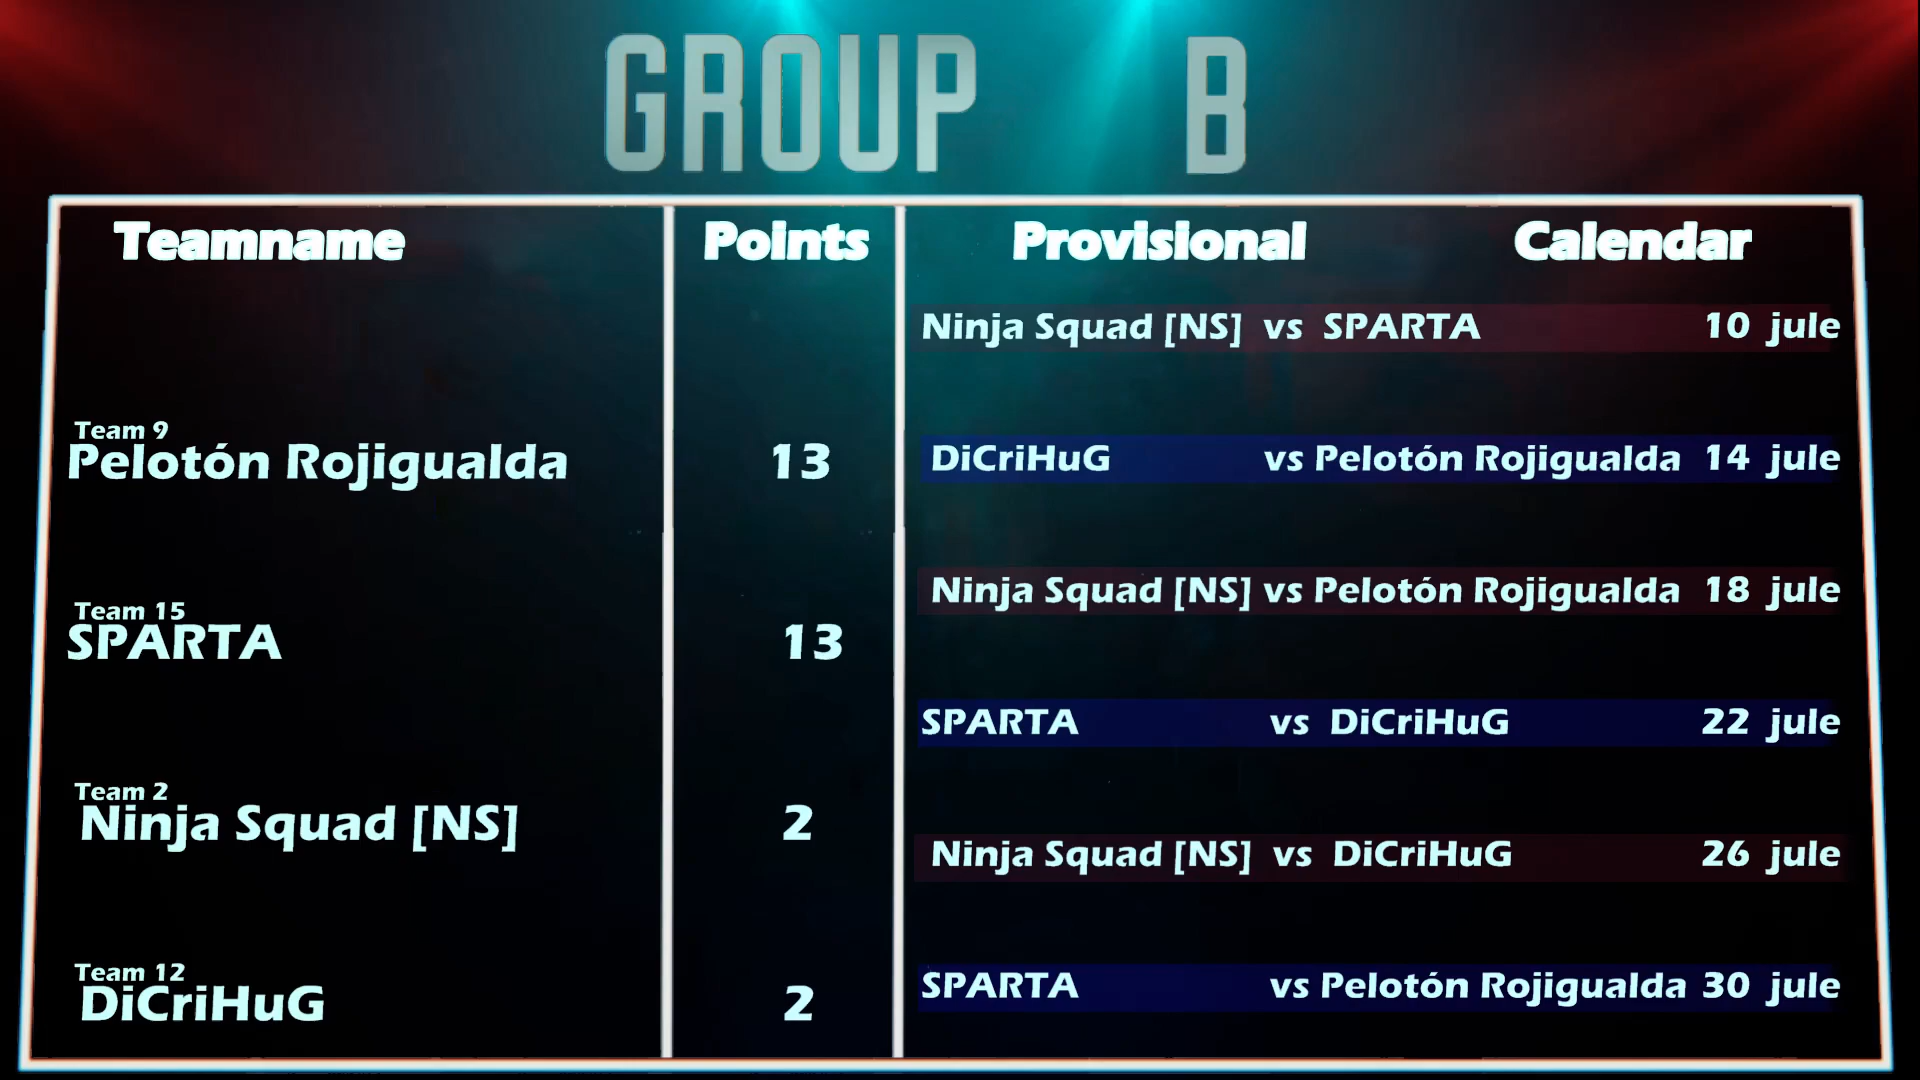 GROUP B
Teamname Points Provisional Calendar
Ninja Squad [NS] vs SPARTA 10 jule
Team 9
Pelotón Rojigualda 13
DiCriHuG vs Pelotón Rojigualda 14 jule
Ninja Squad [NS] vs Pelotón Rojigualda 18 jule
Team 15
SPARTA 13
SPARTA vs DiCriHuG 22 jule
Team 2
Ninja Squad [NS] 2
Ninja Squad [NS] vs DiCriHuG 26 jule
Team 12
DiCriHuG 2
SPARTA vs Pelotón Rojigualda 30 jule